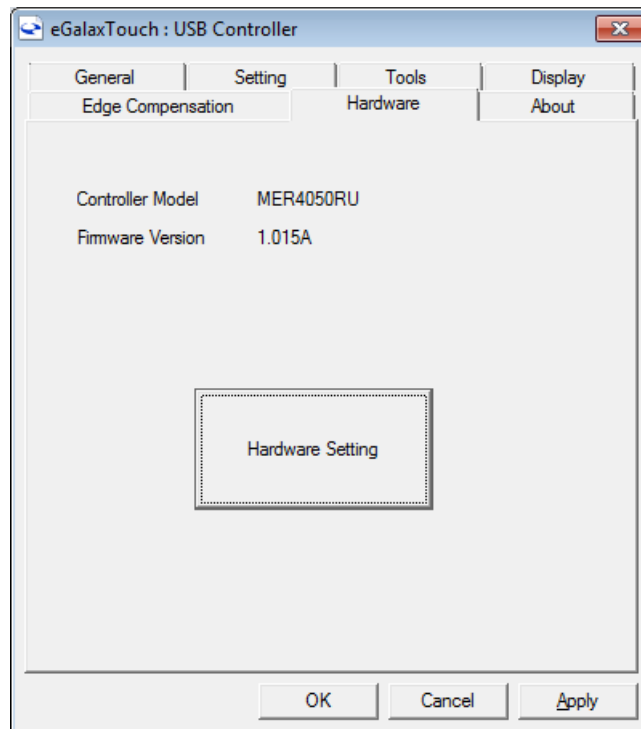 eGalaxTouch : USB Controller
General Setting Tools Display
Edge Compensation Hardware About
Controller Model MER4050RU
Firmware Version 1.015A
Hardware Setting
OK Cancel Apply